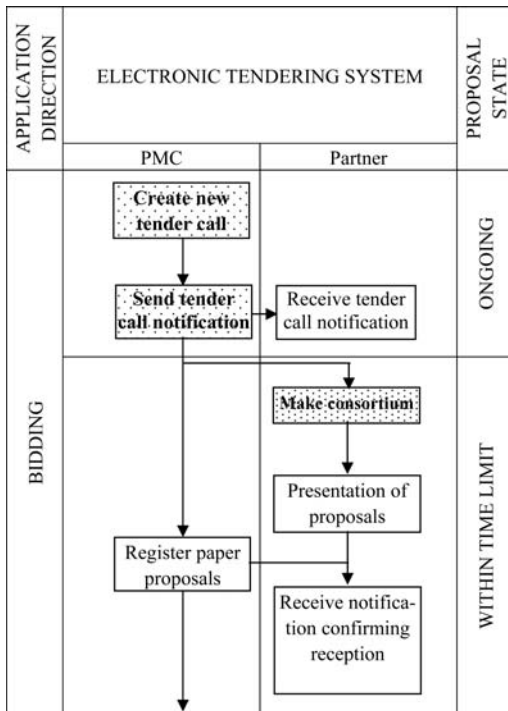 APPLICATION
DIRECTION
ELECTRONIC TENDERING SYSTEM
PROPOSAL
STATE
PMC
Partner
BIDDING
Create new
tender call
ONGOING
Send tender
call notification
Receive tender
call notification
Make consortium
WITHIN TIME LIMIT
Presentation of
proposals
Register paper
proposals
Receive notifica-
tion confirming
reception